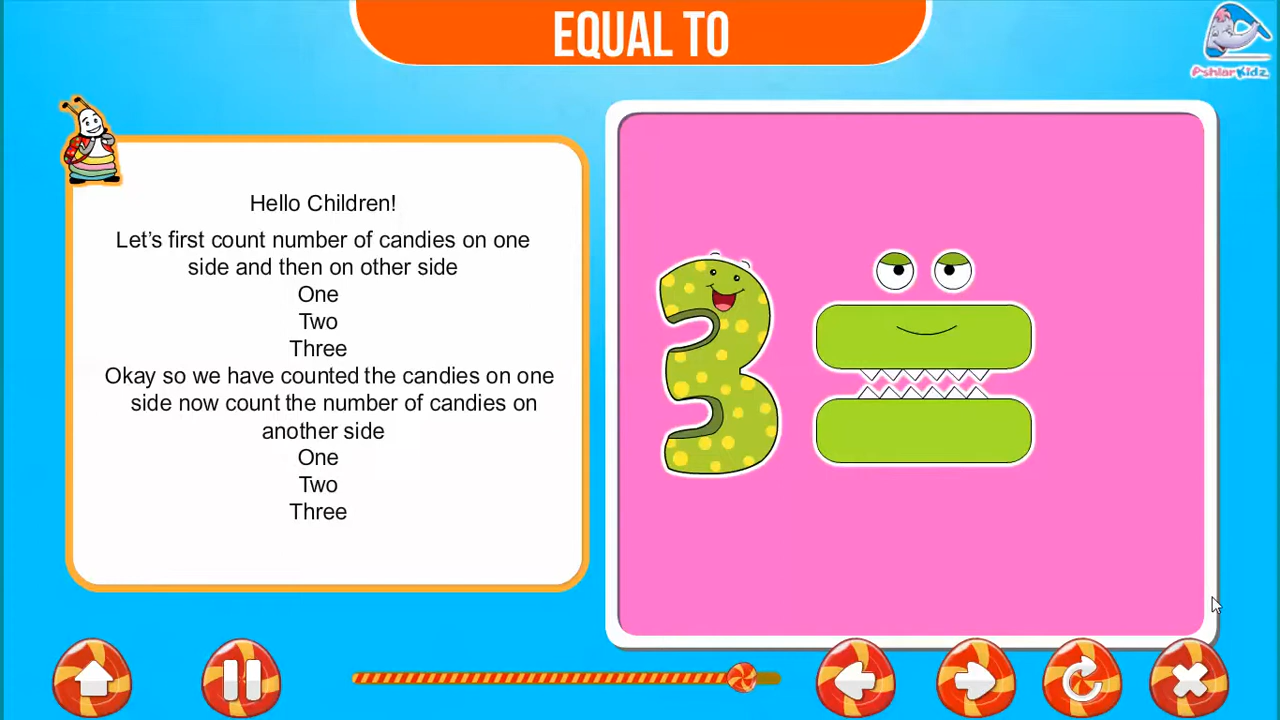 EQUAL TO
PshiarKidz
Hello Children!
Let's first count number of candies on one
side and then on other side
One
Two
Three
Okay so we have counted the candies on one
side now count the number of candies on
another side
One
Two
Three
3
=